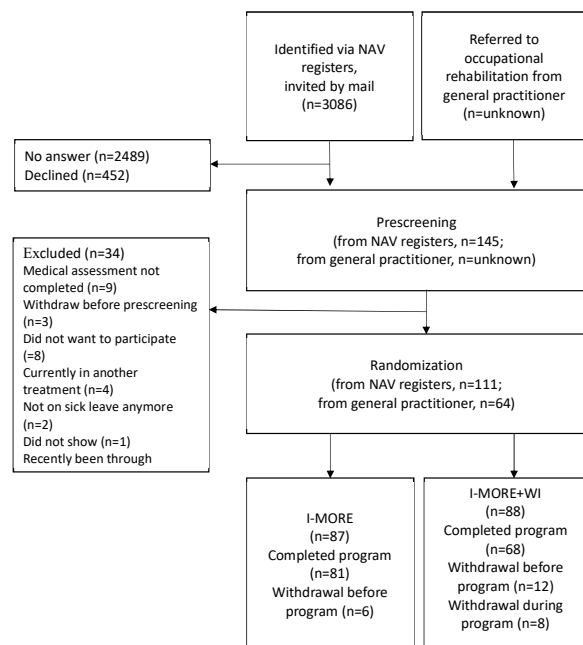 Identified via NAV
registers,
invited by mail
(n=3086)
Referred to
occupational
rehabilitation from
general practitioner
(n=unknown)
No answer (n=2489)
Declined (n=452)
Prescreening
(from NAV registers, n=145;
from general practitioner, n=unknown)
Excluded (n=34)
Medical assessment not
completed (n=9)
Withdraw before prescreening
(n=3)
Did not want to participate
(=8)
Currently in another
treatment (n=4)
Not on sick leave anymore
(n=2)
Did not show (n=1)
Recently been through
Randomization
(from NAV registers, n=111;
from general practitioner, n=64)
I-MORE
(n=87)
Completed program
(n=81)
Withdrawal before
program (n=6)
I-MORE+WI
(n=88)
Completed program
(n=68)
Withdrawal before
program (n=12)
Withdrawal during
program (n=8)